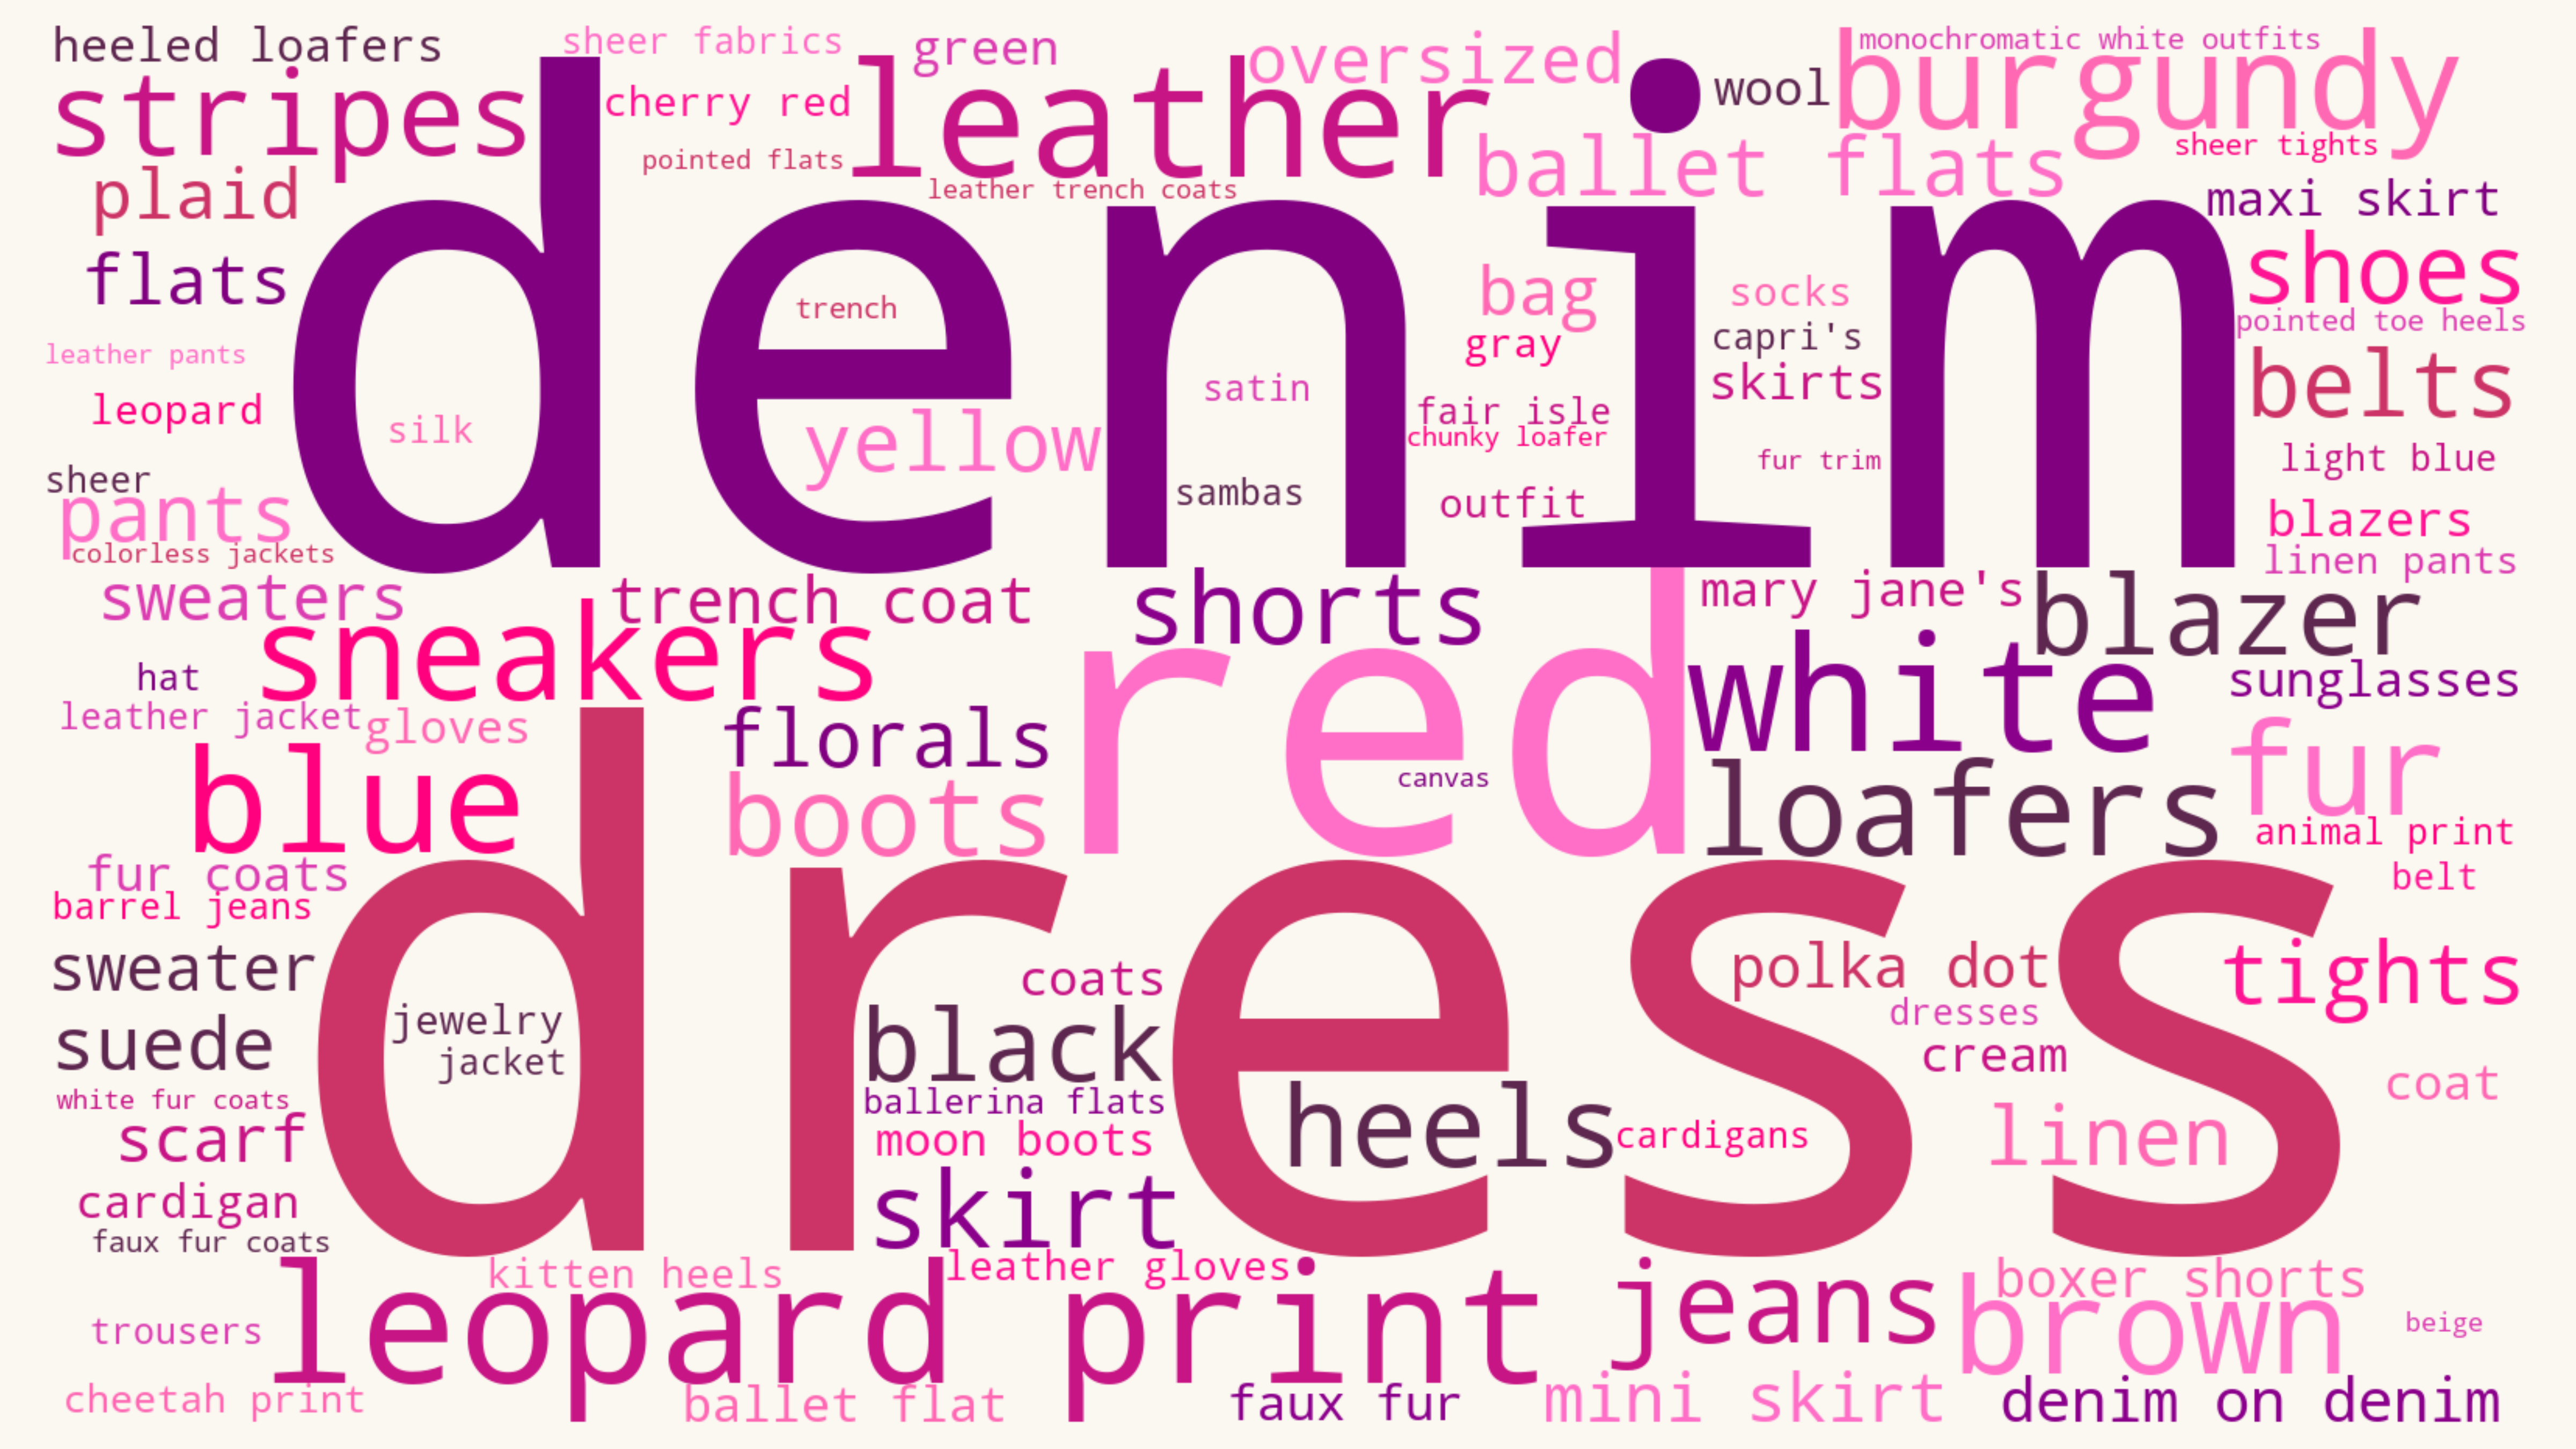 heeled loafers
sheer fabrics
green
oversized
monochromatic white outfits
stripes
cherry red
leather
wool
burgundy
pointed flats
ballet flats
sheer tights
plaid
leather trench coats
maxi skirt
flats
denim
trench
bag
socks
shoes
leather pants
gray
capri's
pointed toe heels
leopard
silk
satin
skirts
belts
yellow
fair isle
chunky loafer
fur trim
light blue
sheer
sambas
outfit
pants
blazers
colorless jackets
linen pants
sweaters
trench coat
shorts
mary jane's
blazer
sneakers
hat
red
white
sunglasses
leather jacket
gloves
florals
fur
blue
boots
canvas
loafers
animal print
fur coats
belt
barrel jeans
dress
sweater
coats
polka dot
tights
suede
jewelry
jacket
black
dresses
cream
coat
white fur coats
ballerina flats
scarf
moon boots
heels
cardigans
linen
cardigan
skirt
faux fur coats
kitten heels
leather gloves
boxer shorts
leopard print
jeans
brown
trousers
beige
cheetah print
ballet flat
faux fur
mini skirt
denim on denim